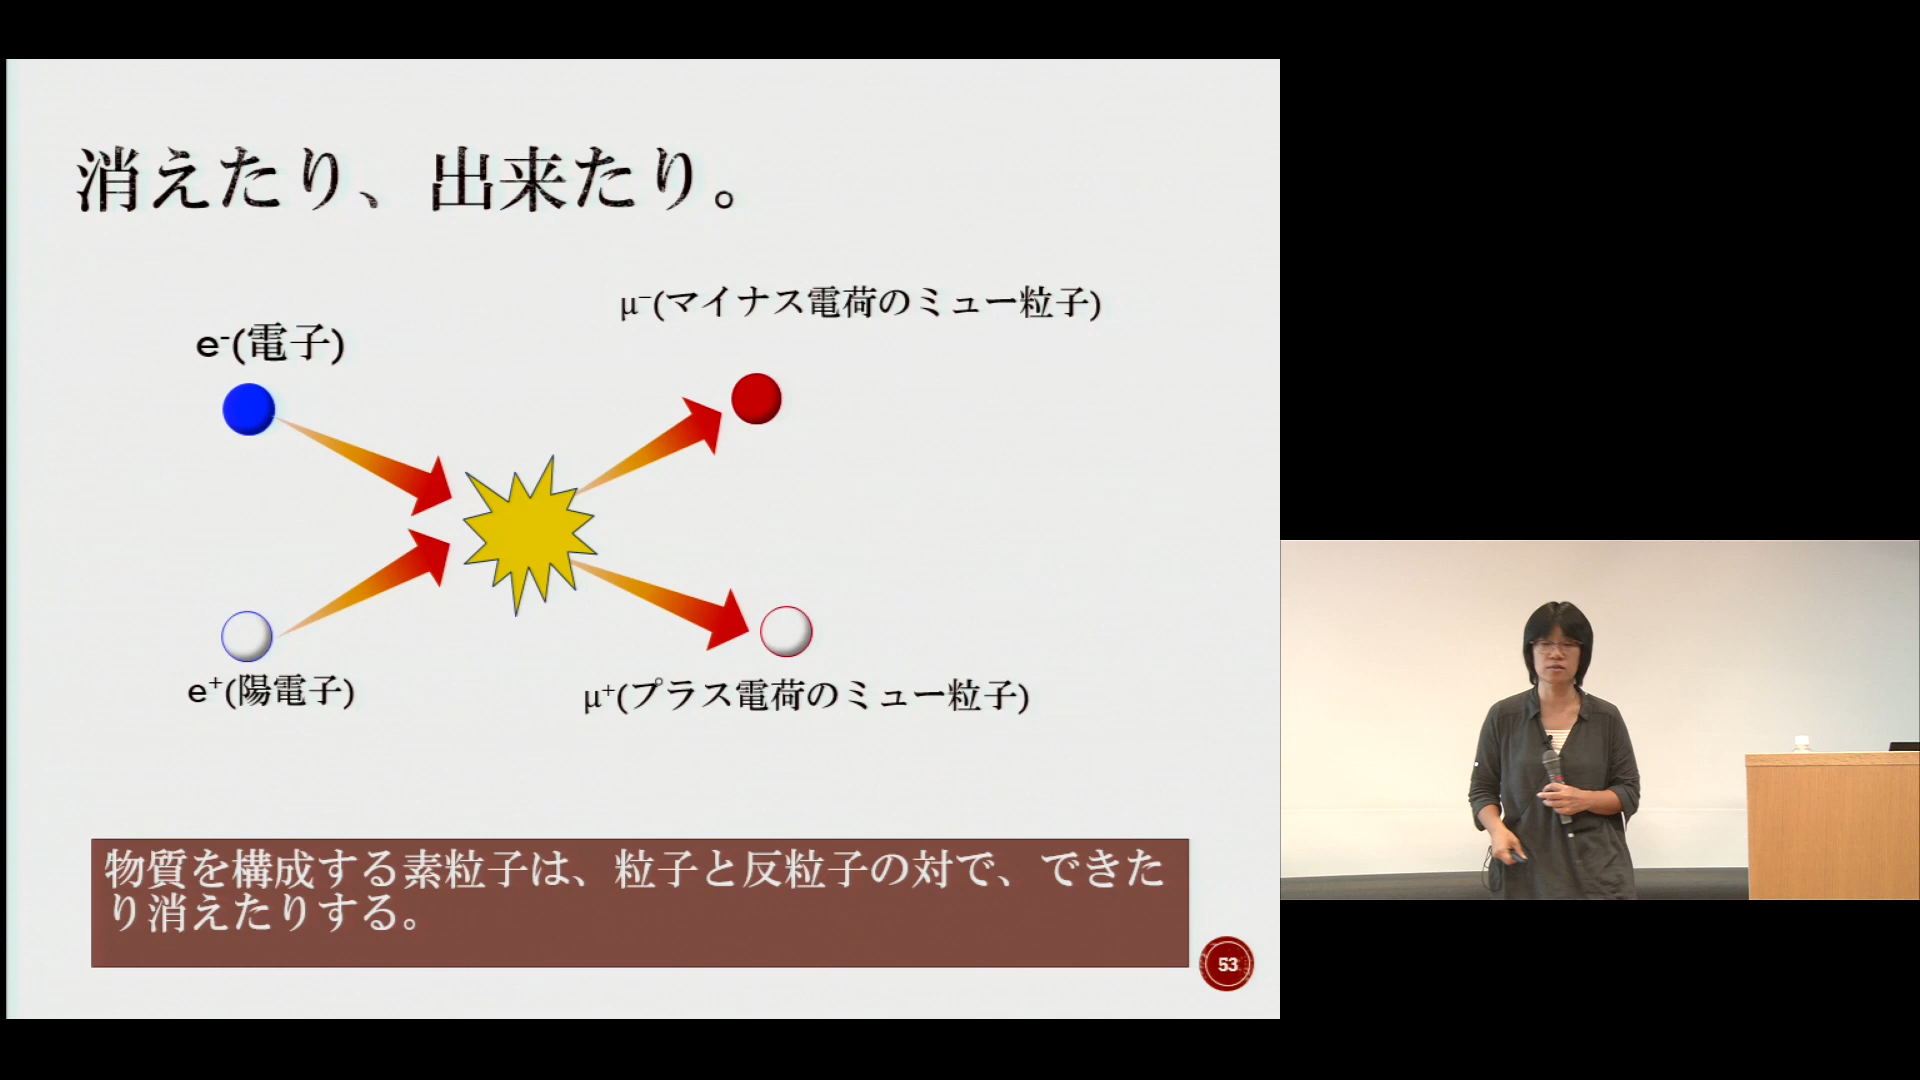 消えたり、出来たり。
μ⁻(マイナス電荷のミュー粒子)
e⁻(電子)
e⁺(陽電子)
μ⁺(プラス電荷のミュー粒子)
物質を構成する素粒子は、粒子と反粒子の対で、できた
り消えたりする。
53